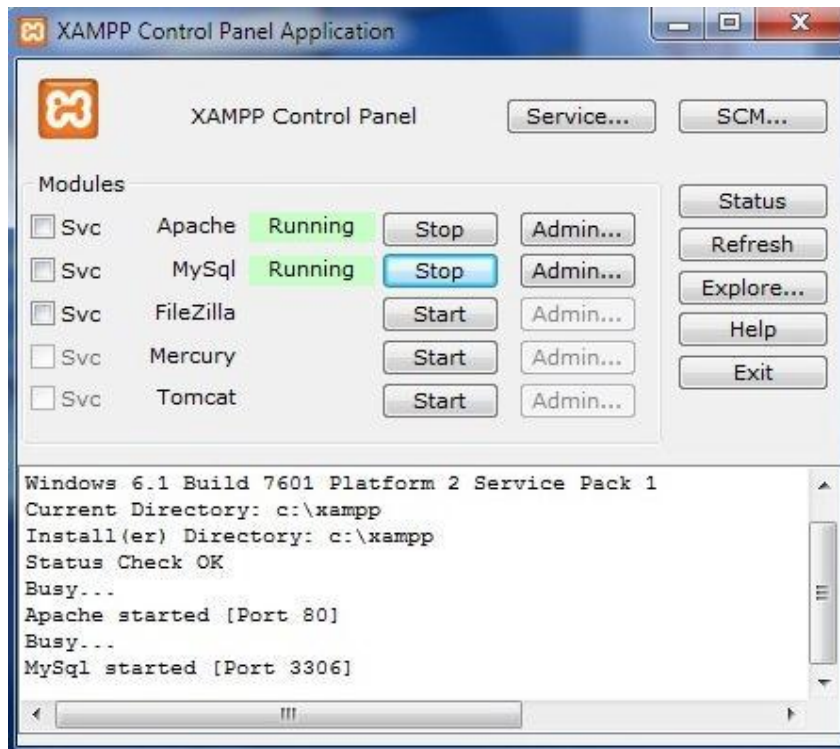 XAMPP Control Panel Application
XAMPP Control Panel Service... SCM...
Modules
Svc Apache Running Stop Admin...
Svc MySql Running Stop Admin...
Svc FileZilla Start Admin...
Svc Mercury Start Admin...
Svc Tomcat Start Admin...
Status
Refresh
Explore...
Help
Exit
Windows 6.1 Build 7601 Platform 2 Service Pack 1
Current Directory: c:\xampp
Install(er) Directory: c:\xampp
Status Check OK
Busy...
Apache started [Port 80]
Busy...
MySql started [Port 3306]